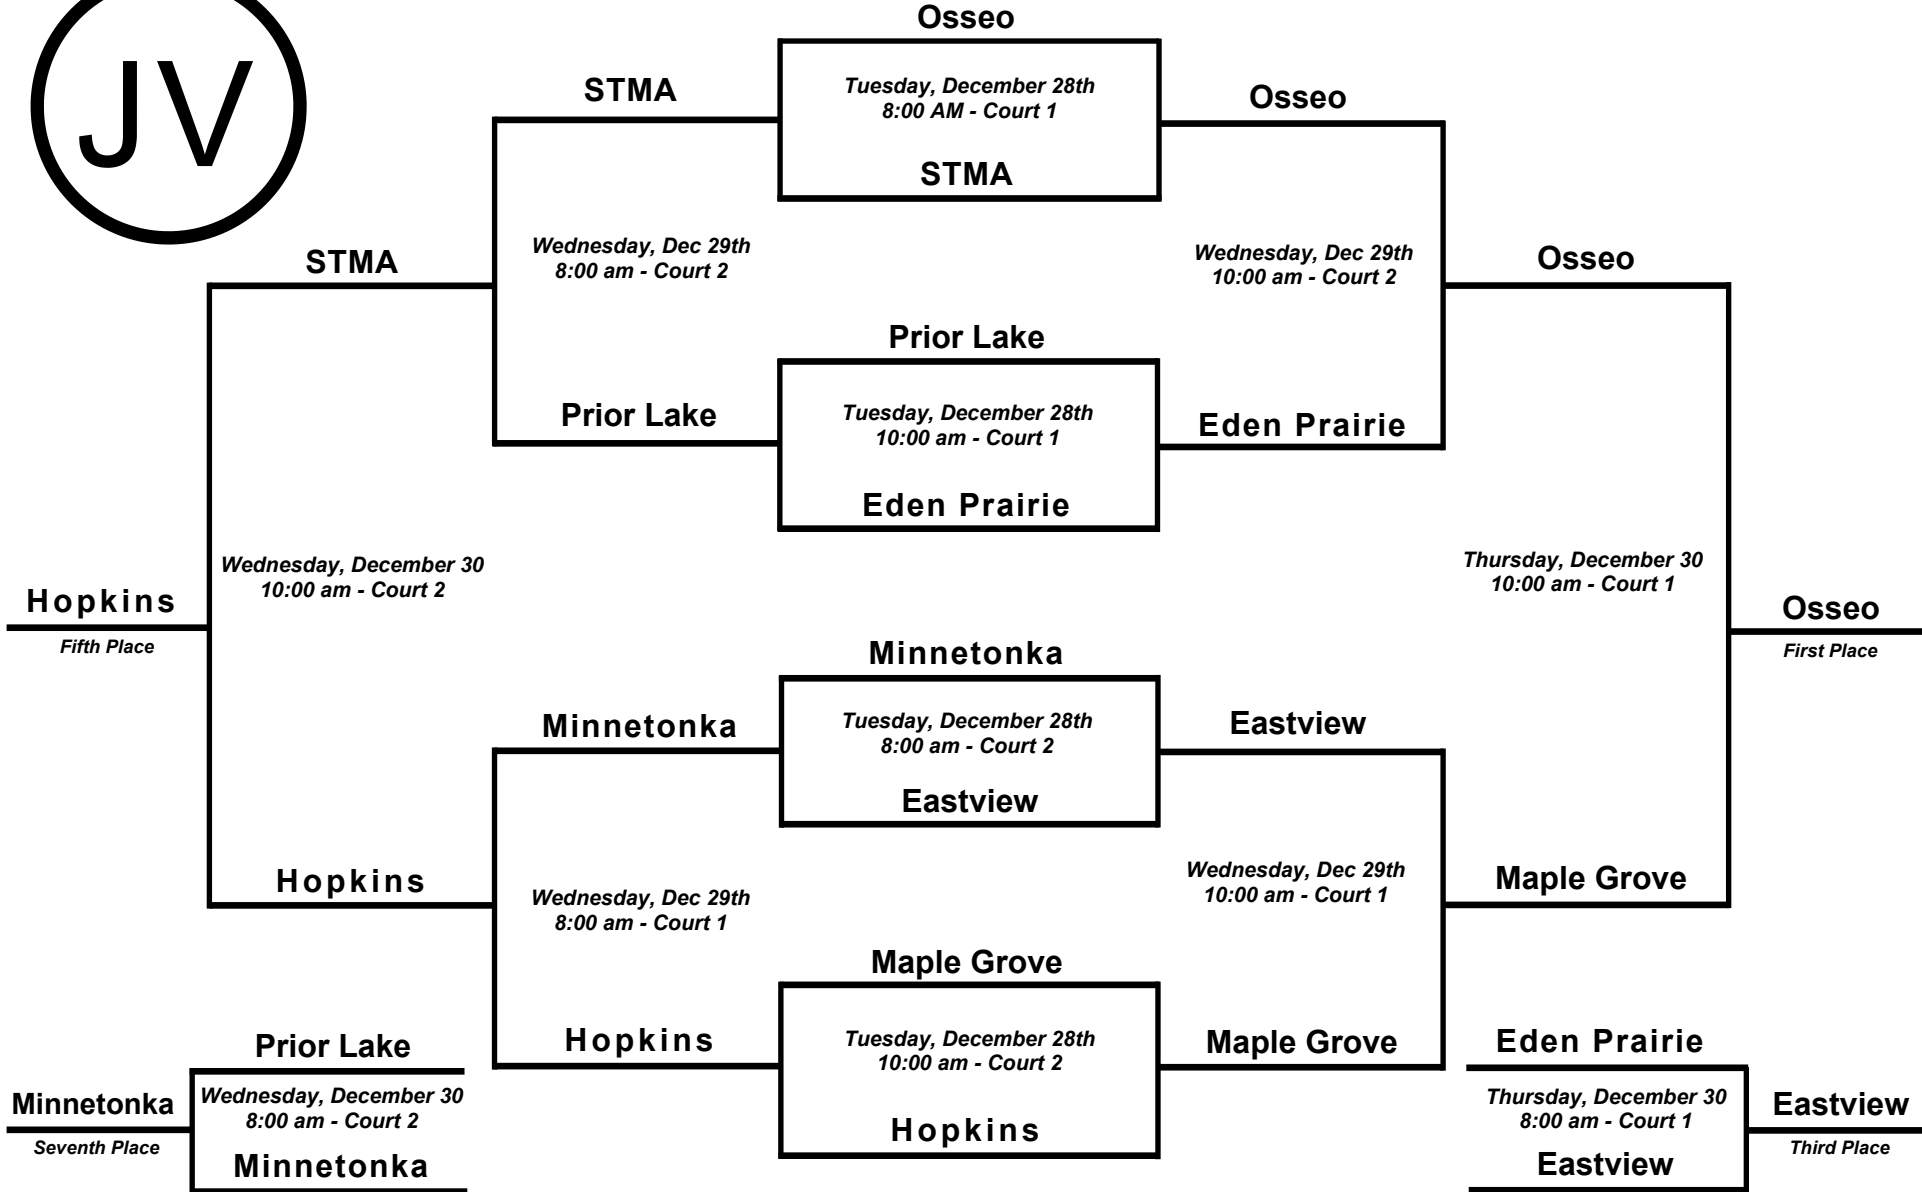 JV
Osseo
STMA
Tuesday, December 28th
8:00 AM - Court 1
Osseo
STMA
STMA
Wednesday, Dec 29th
8:00 am - Court 2
Wednesday, Dec 29th
10:00 am - Court 2
Osseo
Prior Lake
Prior Lake
Tuesday, December 28th
10:00 am - Court 1
Eden Prairie
Eden Prairie
Wednesday, December 30
10:00 am - Court 2
Thursday, December 30
10:00 am - Court 1
Hopkins
Fifth Place
Osseo
First Place
Minnetonka
Minnetonka
Tuesday, December 28th
8:00 am - Court 2
Eastview
Eastview
Hopkins
Wednesday, Dec 29th
8:00 am - Court 1
Wednesday, Dec 29th
10:00 am - Court 1
Maple Grove
Maple Grove
Hopkins
Tuesday, December 28th
10:00 am - Court 2
Maple Grove
Hopkins
Prior Lake
Minnetonka
Seventh Place
Wednesday, December 30
8:00 am - Court 2
Minnetonka
Eden Prairie
Thursday, December 30
8:00 am - Court 1
Eastview
Third Place
Eastview